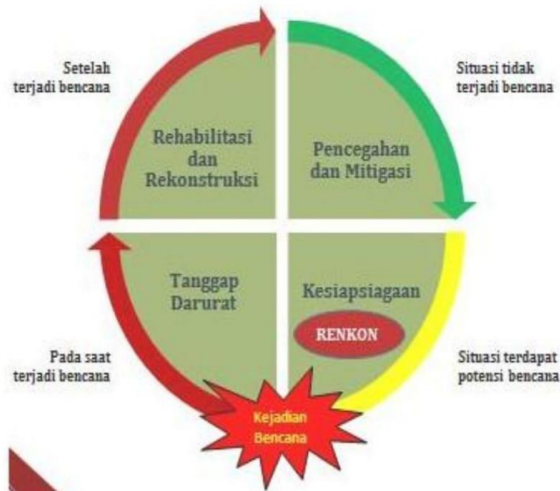 Setelah
terjadi bencana
Situasi tidak
terjadi bencana
Rehabilitasi
dan
Rekonstruksi
Pencegahan
dan Mitigasi
Tanggap
Darurat
Kesiapsiagaan
RENKON
Pada saat
terjadi bencana
Situasi terdapat
potensi bencana
Kejadian
Bencana